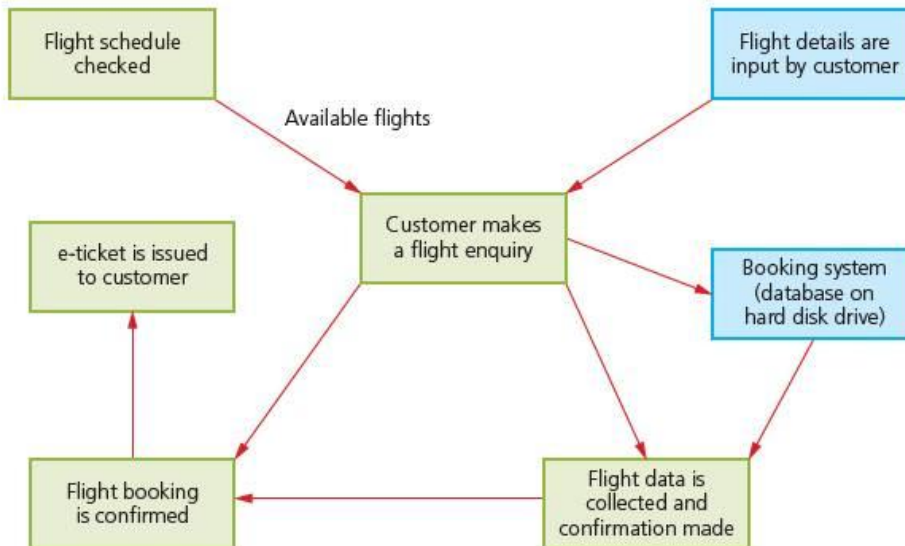 Flight schedule
checked
Flight details are
input by customer
Available flights
Customer makes
a flight enquiry
e-ticket is issued
to customer
Booking system
(database on
hard disk drive)
Flight booking
is confirmed
Flight data is
collected and
confirmation made